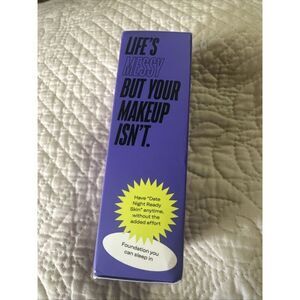 LIFE'S
MESSY
BUT YOUR
MAKEUP
ISN'T.
Have "Date
Night Ready
Skin" anytime,
without the
added effort
Foundation you
can sleep in